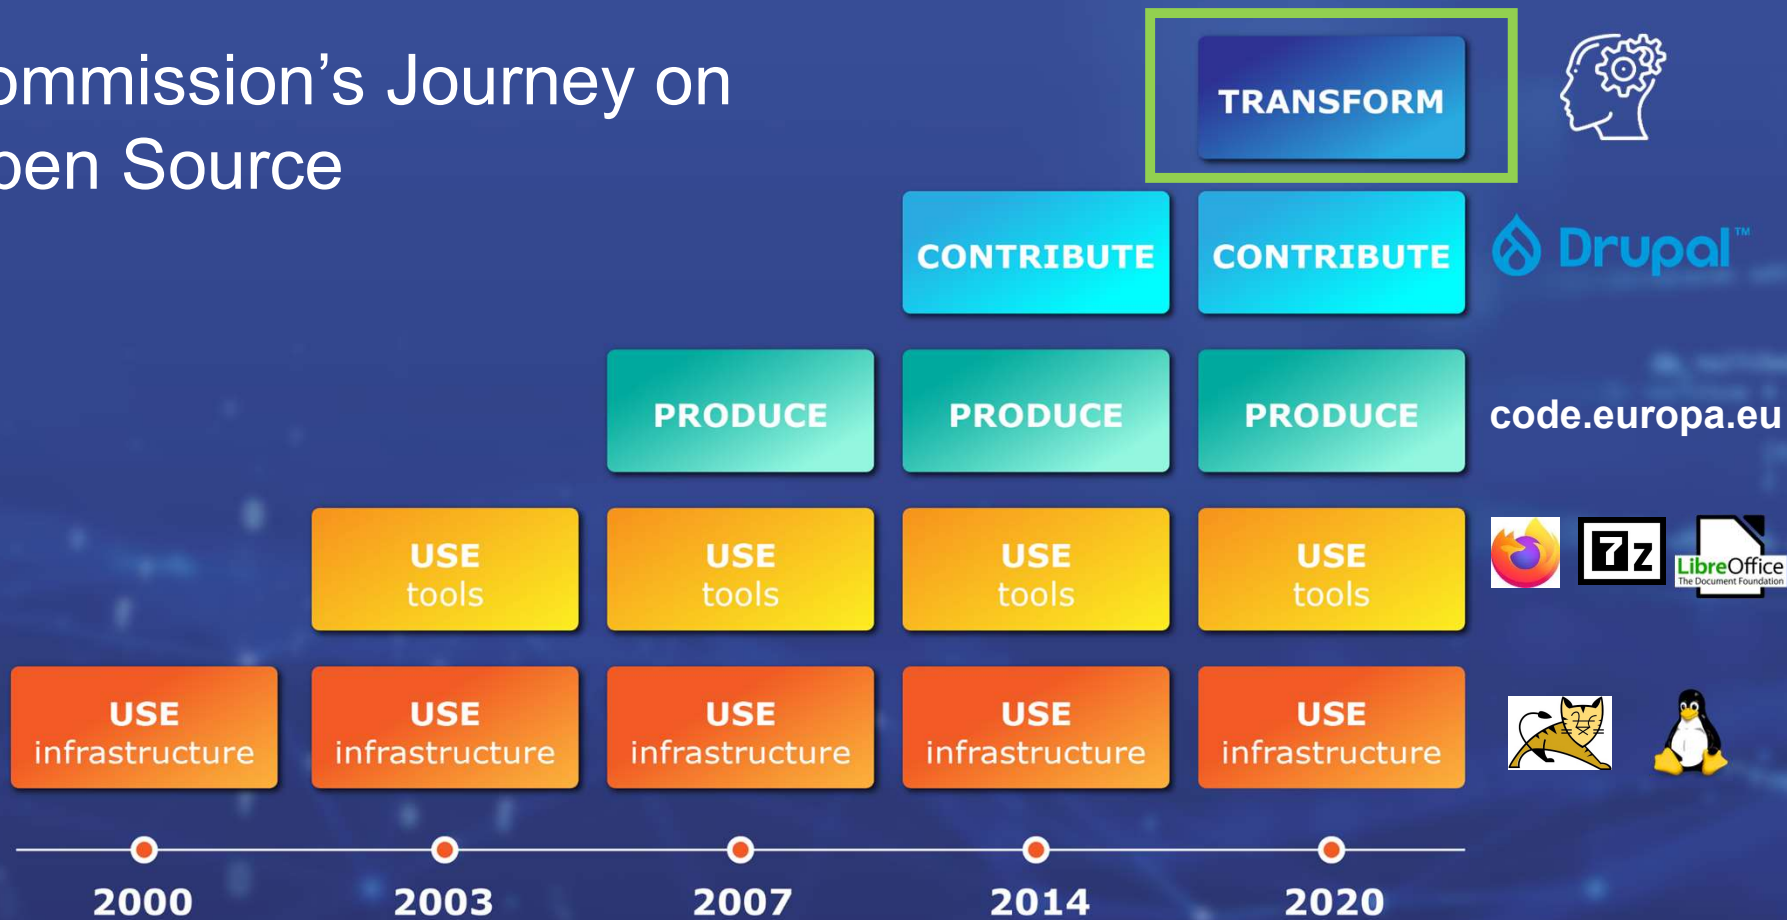 ommission's Journey on
pen Source
TRANSFORM
CONTRIBUTE
CONTRIBUTE
Drupal™
PRODUCE
PRODUCE
PRODUCE
code.europa.eu
USE
tools
USE
tools
USE
tools
USE
tools
7z
LibreOffice
The Document Foundation
USE
infrastructure
USE
infrastructure
USE
infrastructure
USE
infrastructure
USE
infrastructure
2000
2003
2007
2014
2020